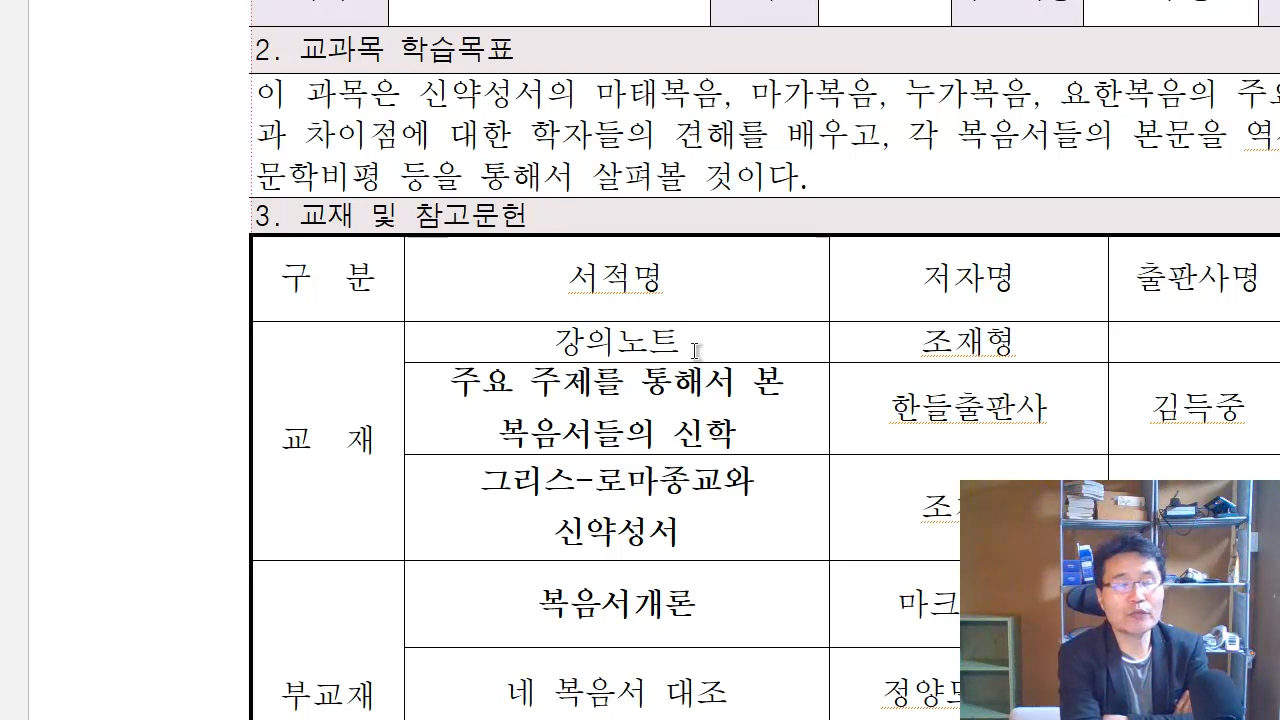 2. 교과목 학습목표
이 과목은 신약성서의 마태복음, 마가복음, 누가복음, 요한복음의 주요
과 차이점에 대한 학자들의 견해를 배우고, 각 복음서들의 본문을
문학비평 등을 통해서 살펴볼 것이다.
3. 교재 및 참고문헌
구 분 서적명 저자명 출판사명
강의노트 조재형
주요 주제를 통해서 본
한들출판사 김득중
교 재
복음서들의 신학
그리스-로마종교와
신약성서
복음서개론 마크
부교재 네 복음서 대조 정양